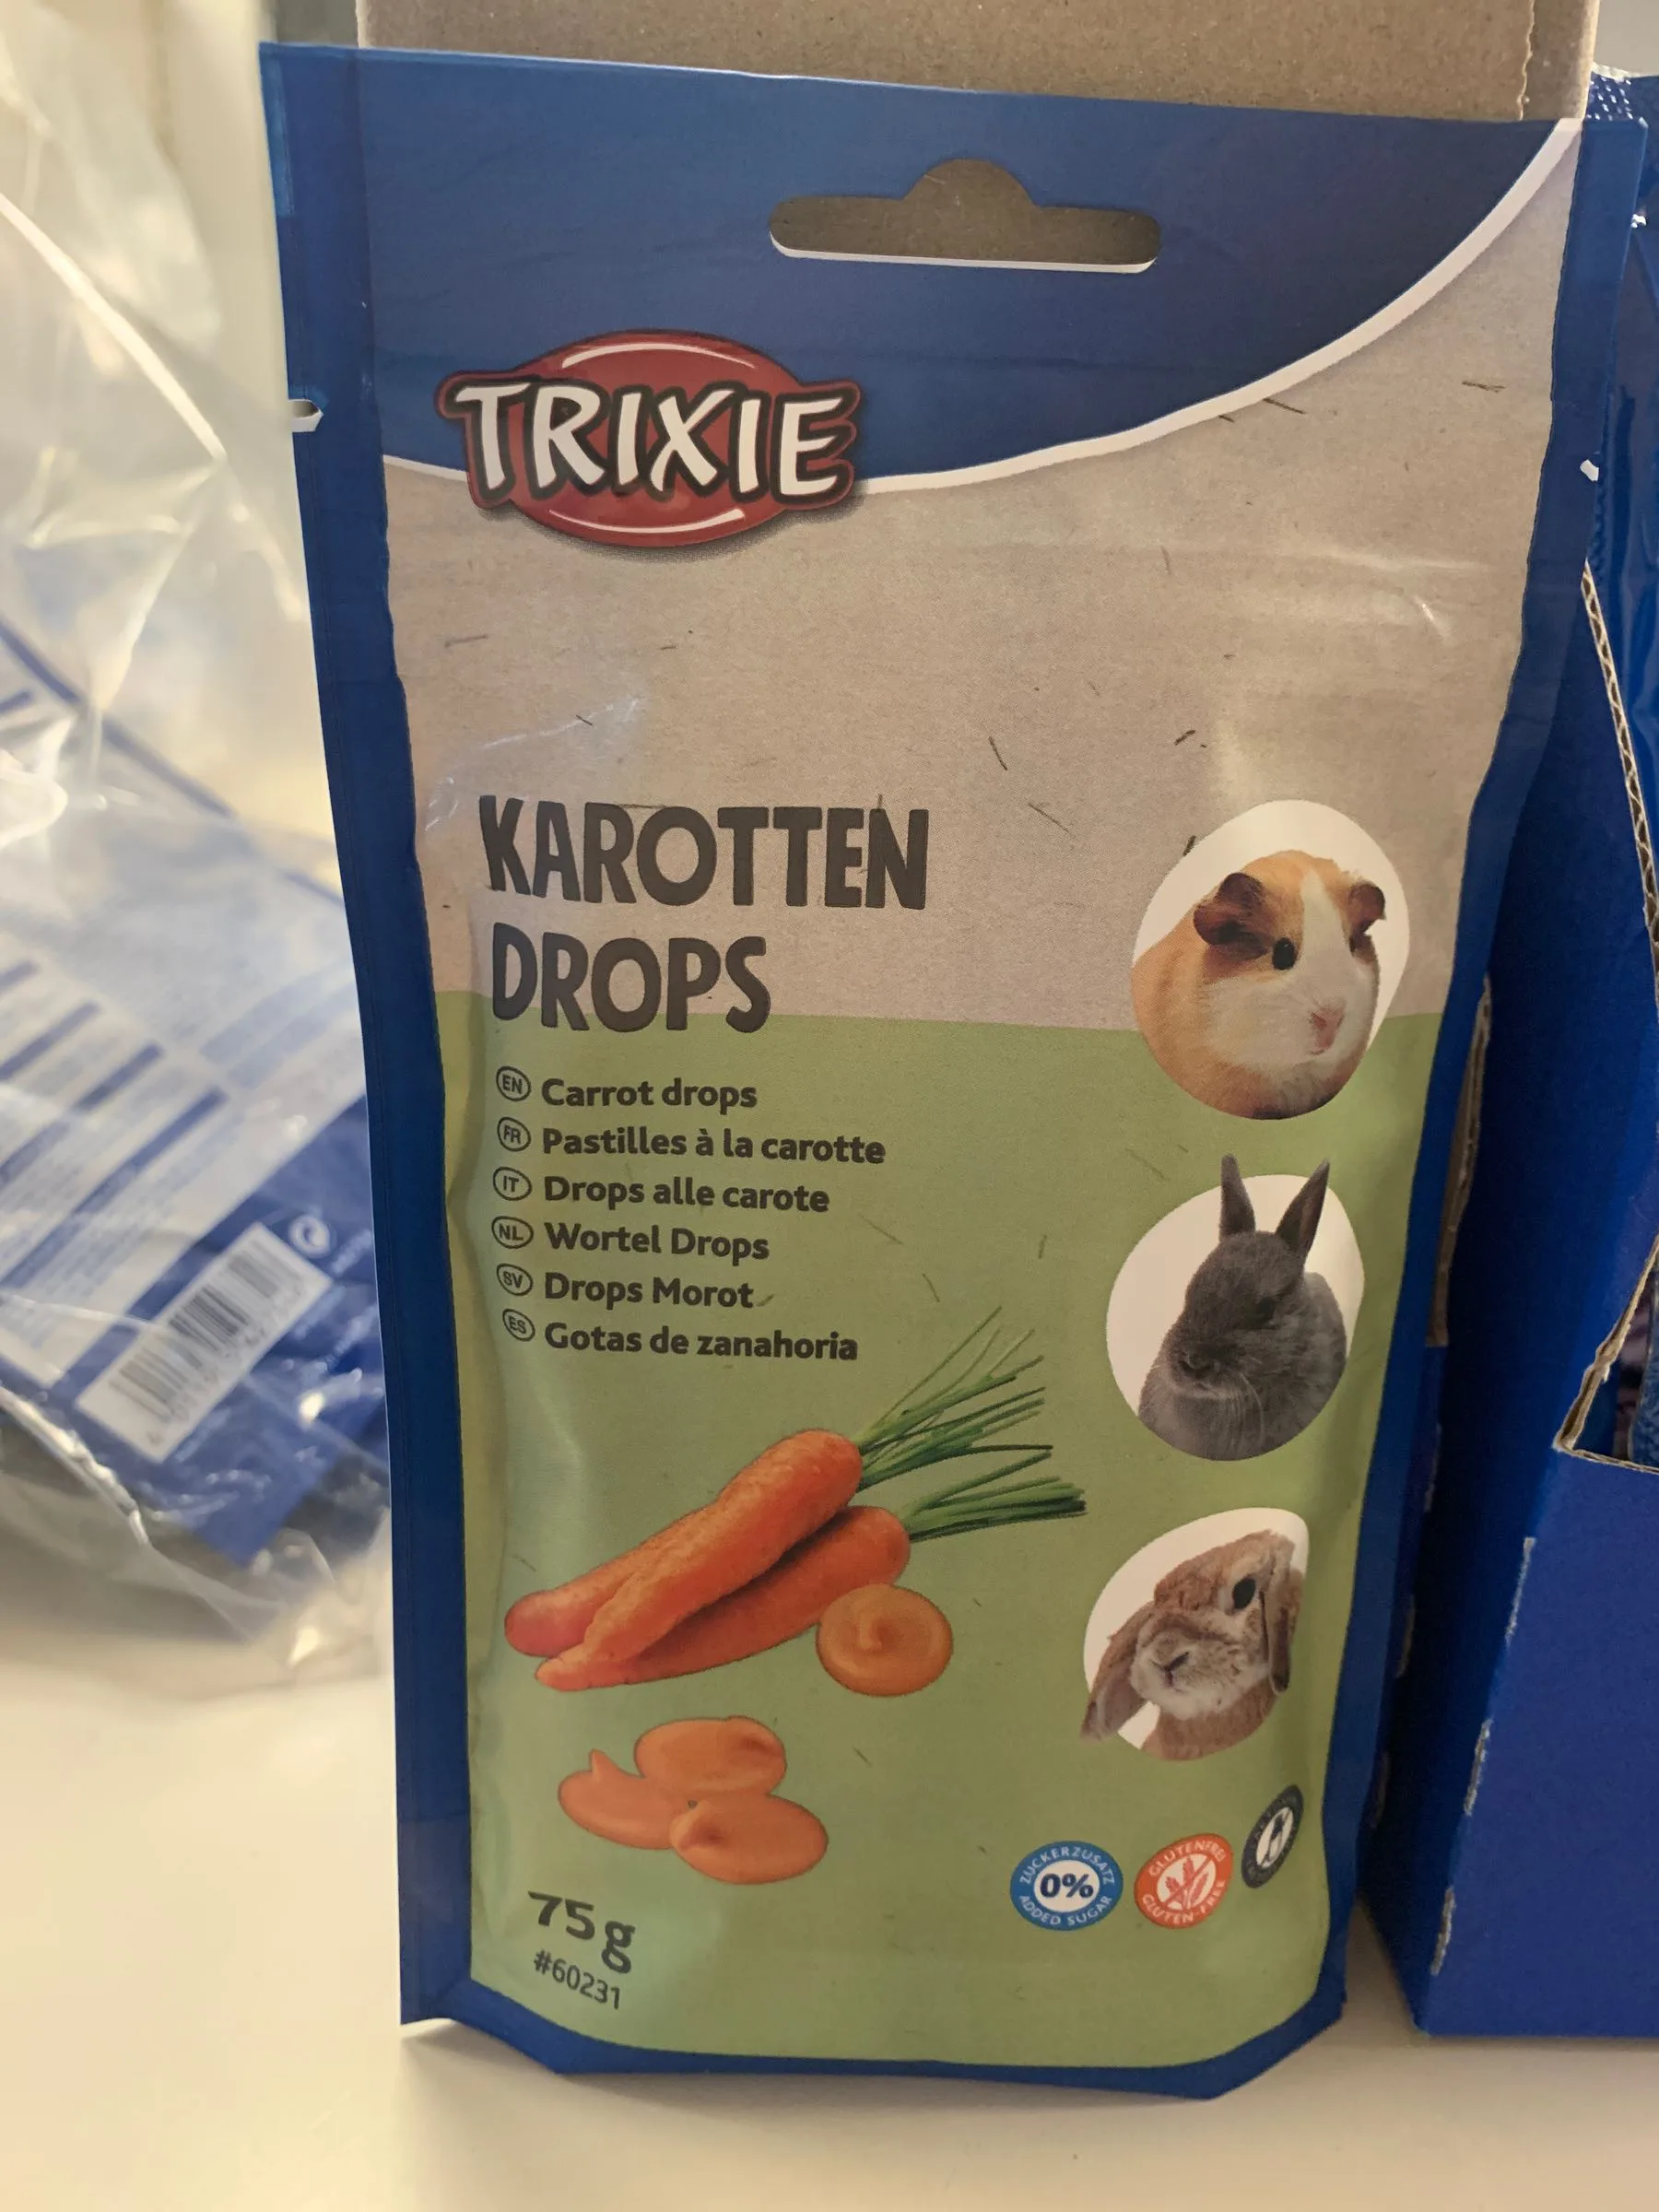 TRIXIE
KAROTTEN
DROPS
EN Carrot drops
FR Pastilles à la carotte
IT Drops alle carote
NL Wortel Drops
SV Drops Morot
ES Gotas de zanahoria
75 g
#60231
ZUCKERZUSATZ
0%
ADDED SUGAR
GLUTENFREI
GLUTEN-FREE